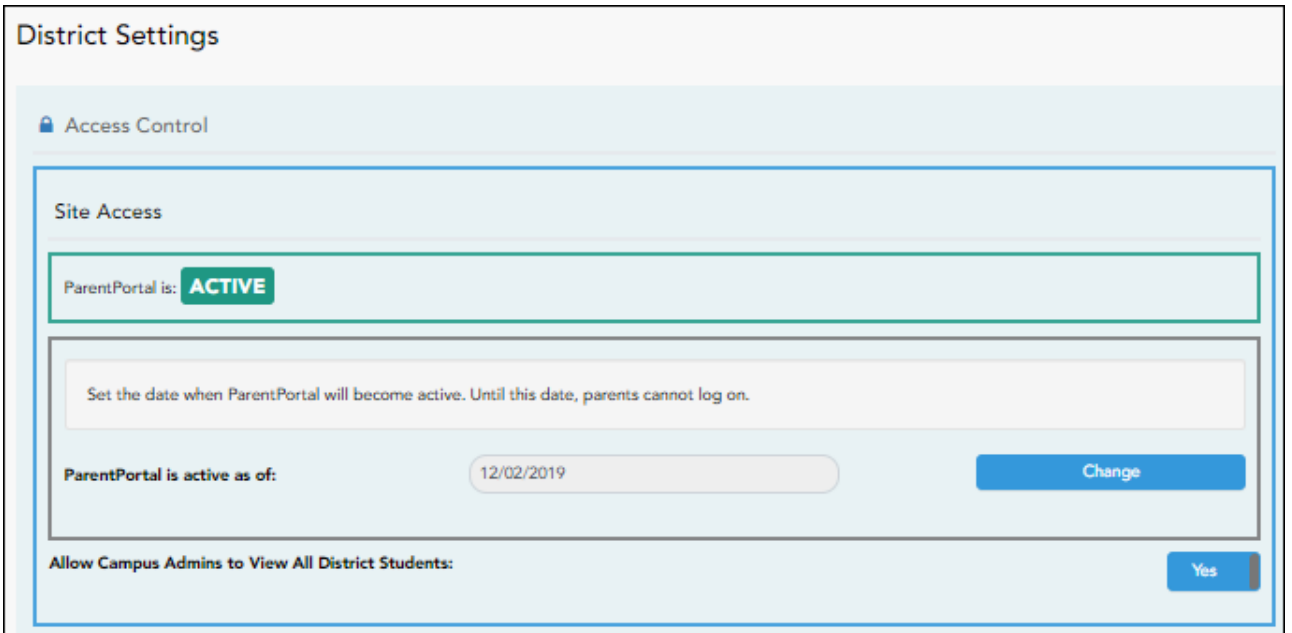 District Settings
Access Control
Site Access
ParentPortal is: ACTIVE
Set the date when ParentPortal will become active. Until this date, parents cannot log on.
ParentPortal is active as of: 12/02/2019 Change
Allow Campus Admins to View All District Students: Yes